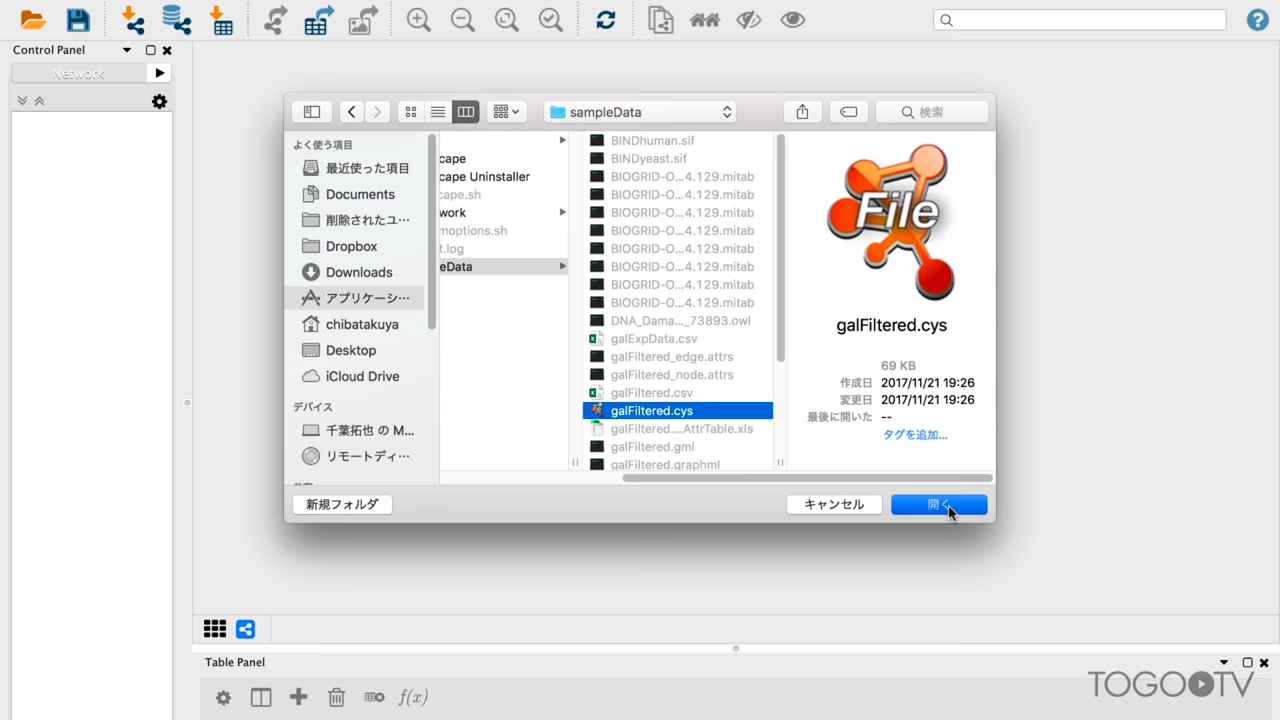 Control Panel
Network
sampleData
検索
よく使う項目
最近使った項目
Documents
削除されたユ…
Dropbox
Downloads
アプリケーシ…
chibatakuya
Desktop
iCloud Drive
デバイス
千葉拓也 の M...
リモートディ…
cape
cape Uninstaller
cape.sh
work
moptions.sh
t.log
eData
BINDhuman.sif
BINDyeast.sif
BIOGRID-O...4.129.mitab
BIOGRID-O...4.129.mitab
BIOGRID-O...4.129.mitab
BIOGRID-O...4.129.mitab
BIOGRID-O...4.129.mitab
BIOGRID-O...4.129.mitab
BIOGRID-O...4.129.mitab
BIOGRID-O...4.129.mitab
DNA_Dama..._73893.owl
galExpData.csv
galFiltered_edge.attrs
galFiltered_node.attrs
galFiltered.csv
galFiltered.cys
galFiltered....AttrTable.xls
galFiltered.gml
galFiltered.graphml
File
galFiltered.cys
69 KB
作成日 2017/11/21 19:26
変更日 2017/11/21 19:26
最後に開いた --
タグを追加...
新規フォルダ
キャンセル
開く
Table Panel
f(x)
TOGO TV